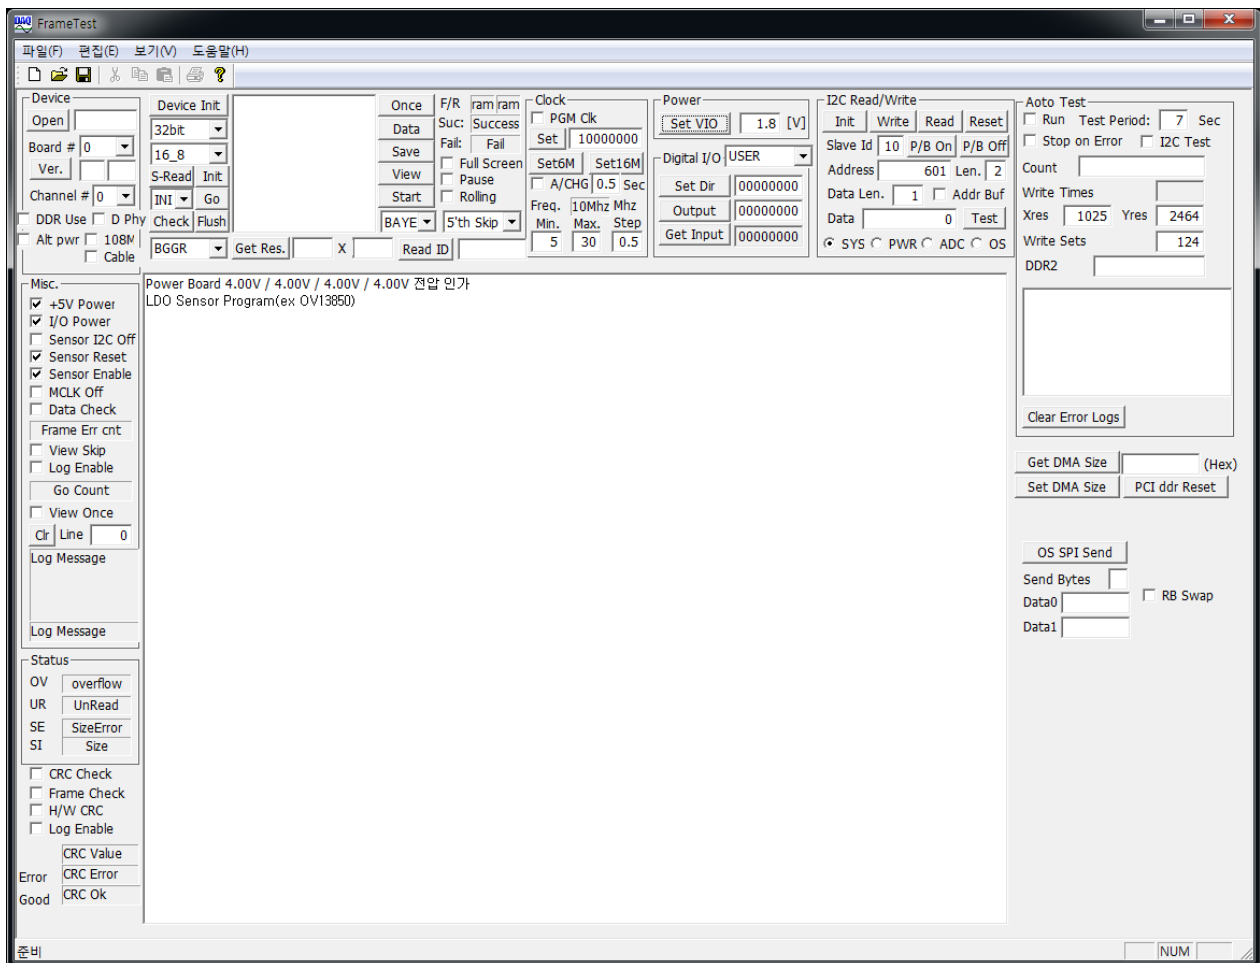 FrameTest
파일(F) 편집(E) 보기(V) 도움말(H)
Device
Open
Board # 0
Ver.
Channel # 0
DDR Use D Phy
Alt pwr 108M
Cable
Device Init
32bit
16_8
S-Read Init
INI Go
Check Flush
BGGR Get Res. X Read ID
Once
Data
Save
View
Start
BAYE 5'th Skip
F/R ram ram
Suc: Success
Fail: Fail
Full Screen
Pause
Rolling
Clock
PGM Clk
Set 10000000
Set6M Set16M
A/CHG 0.5 Sec
Freq. 10Mhz Mhz
Min. Max. Step
5 30 0.5
Power
Set VIO 1.8 [V]
Digital I/O USER
Set Dir 00000000
Output 00000000
Get Input 00000000
I2C Read/Write
Init Write Read Reset
Slave Id 10 P/B On P/B Off
Address 601 Len. 2
Data Len. 1 Addr Buf
Data 0 Test
SYS PWR ADC OS
Aoto Test
Run Test Period: 7 Sec
Stop on Error I2C Test
Count
Write Times
Xres 1025 Yres 2464
Write Sets 124
DDR2
Clear Error Logs
Get DMA Size (Hex)
Set DMA Size PCI ddr Reset
OS SPI Send
Send Bytes
Data0 RB Swap
Data1
Misc.
+5V Power
I/O Power
Sensor I2C Off
Sensor Reset
Sensor Enable
MCLK Off
Data Check
Frame Err cnt
View Skip
Log Enable
Go Count
View Once
Clr Line 0
Log Message
Log Message
Power Board 4.00V / 4.00V / 4.00V / 4.00V 전압 인가
LDO Sensor Program(ex OV13850)
Status
OV overflow
UR UnRead
SE SizeError
SI Size
CRC Check
Frame Check
H/W CRC
Log Enable
CRC Value
Error CRC Error
Good CRC Ok
준비 NUM